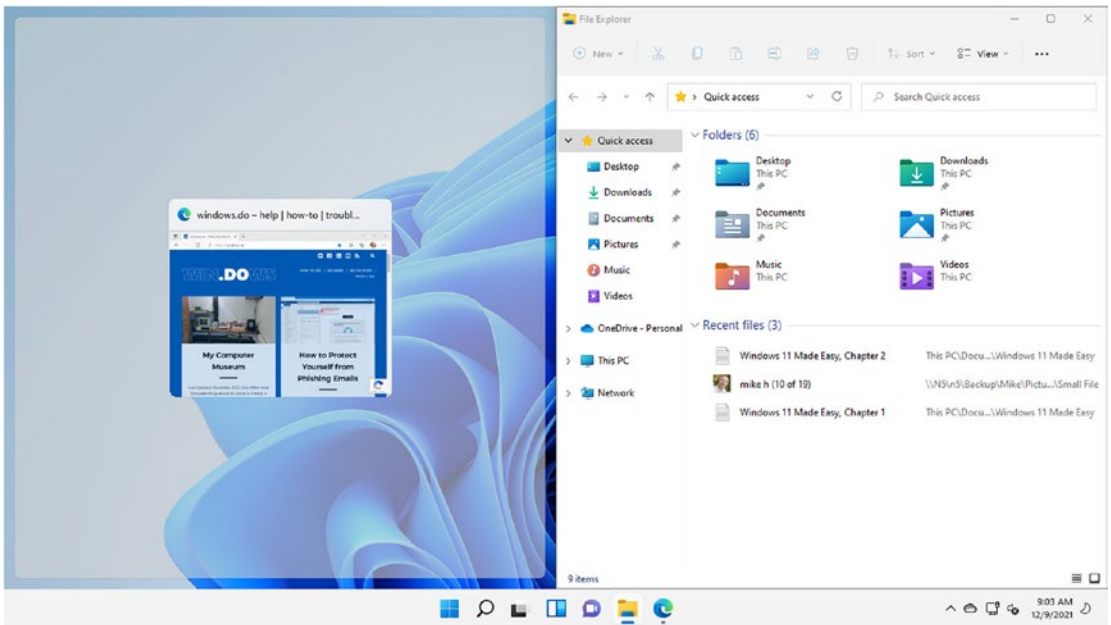 File Explorer
New
Sort
View
Quick access
Search Quick access
Quick access
Desktop
Downloads
Documents
Pictures
Music
Videos
OneDrive - Personal
This PC
Network
Folders (6)
Desktop
This PC
Downloads
This PC
Documents
This PC
Pictures
This PC
Music
This PC
Videos
This PC
Recent files (3)
Windows 11 Made Easy, Chapter 2 This PC\Docu...\Windows 11 Made Easy
mike h (10 of 19) \\N5\n5\Backup\Mike\Pictu...\Small File
Windows 11 Made Easy, Chapter 1 This PC\Docu...\Windows 11 Made Easy
9 items
windows.do – help | how-to | troubl...
WIN.DOWS
My Computer
Museum
How to Protect
Yourself from
Phishing Emails
9:03 AM
12/9/2021